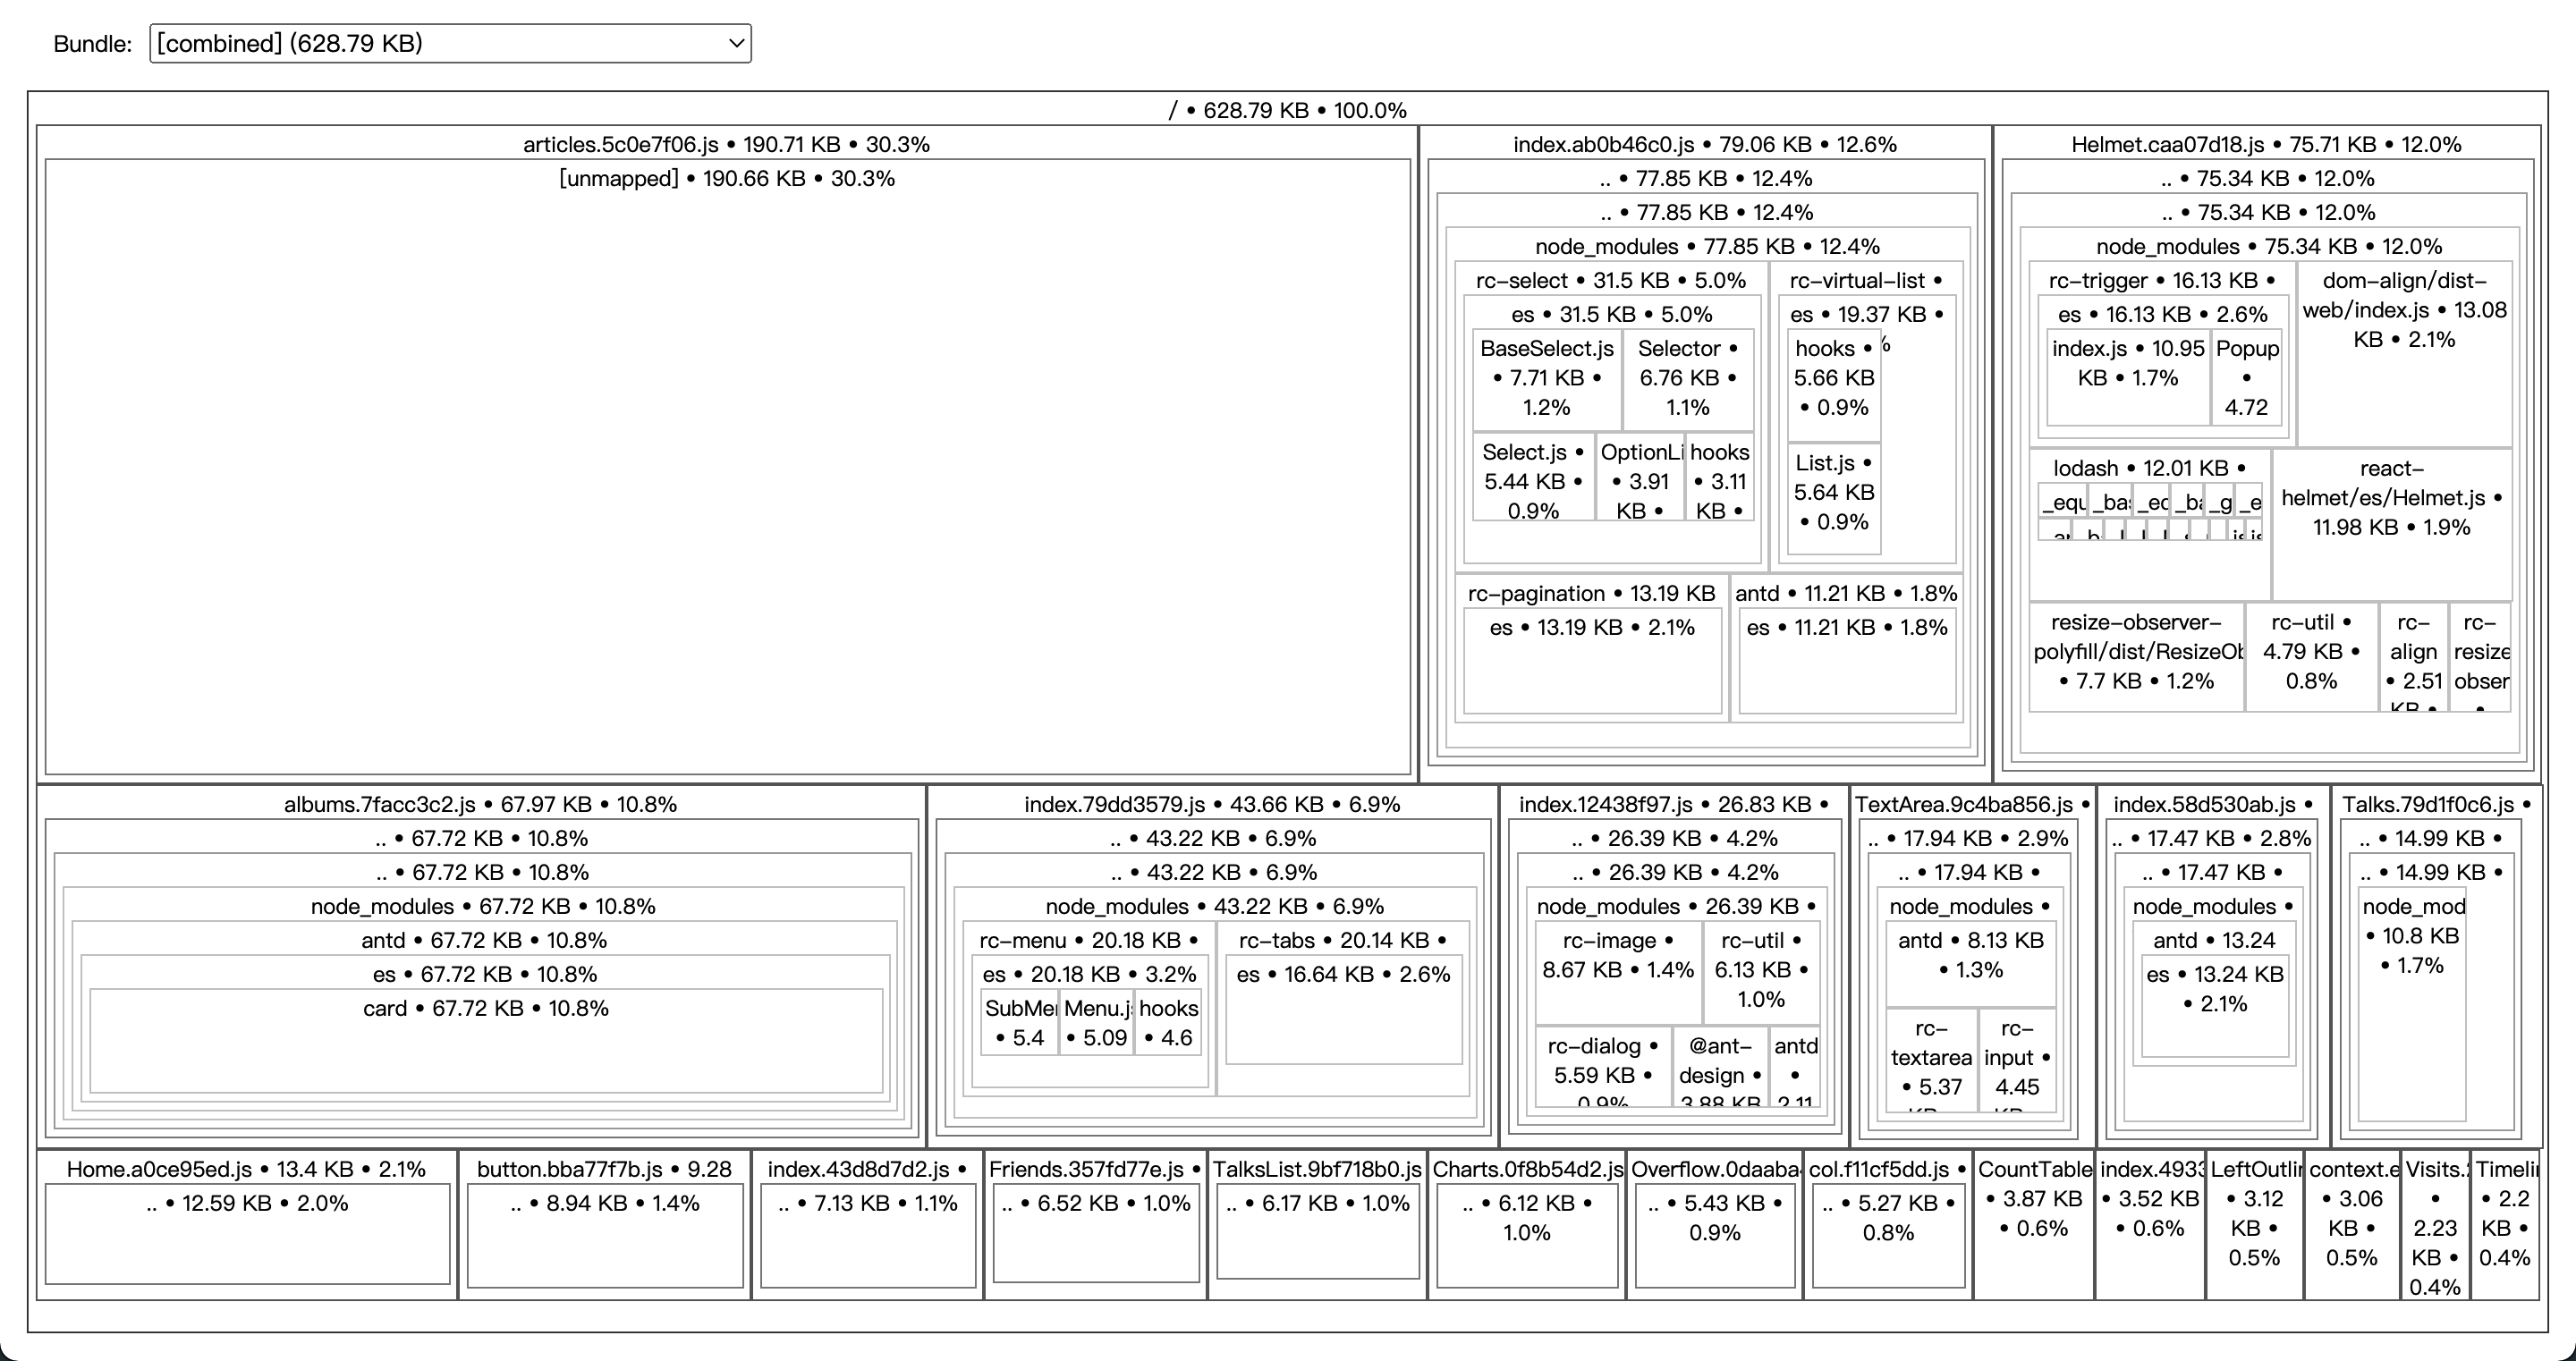 Bundle: [combined] (628.79 KB)
/ • 628.79 KB • 100.0%
articles.5c0e7f06.js • 190.71 KB • 30.3%
[unmapped] • 190.66 KB • 30.3%
index.ab0b46c0.js • 79.06 KB • 12.6%
.. • 77.85 KB • 12.4%
.. • 77.85 KB • 12.4%
node_modules • 77.85 KB • 12.4%
rc-select • 31.5 KB • 5.0%
es • 31.5 KB • 5.0%
BaseSelect.js
• 7.71 KB •
1.2%
Selector •
6.76 KB •
1.1%
Select.js •
5.44 KB •
0.9%
OptionLi
• 3.91
KB •
hooks
• 3.11
KB •
rc-virtual-list •
es • 19.37 KB •
%
hooks •
5.66 KB
• 0.9%
List.js •
5.64 KB
• 0.9%
rc-pagination • 13.19 KB
es • 13.19 KB • 2.1%
antd • 11.21 KB • 1.8%
es • 11.21 KB • 1.8%
Helmet.caa07d18.js • 75.71 KB • 12.0%
.. • 75.34 KB • 12.0%
.. • 75.34 KB • 12.0%
node_modules • 75.34 KB • 12.0%
rc-trigger • 16.13 KB •
es • 16.13 KB • 2.6%
index.js • 10.95
KB • 1.7%
Popup
•
4.72
dom-align/dist-
web/index.js • 13.08
KB • 2.1%
lodash • 12.01 KB •
_equ
_ba
_ec
_ba
_g
_e
react-
helmet/es/Helmet.js •
11.98 KB • 1.9%
resize-observer-
polyfill/dist/ResizeOb
• 7.7 KB • 1.2%
rc-util •
4.79 KB •
0.8%
rc-
align
• 2.51
KB •
rc-
resize
obser
•
albums.7facc3c2.js • 67.97 KB • 10.8%
.. • 67.72 KB • 10.8%
.. • 67.72 KB • 10.8%
node_modules • 67.72 KB • 10.8%
antd • 67.72 KB • 10.8%
es • 67.72 KB • 10.8%
card • 67.72 KB • 10.8%
index.79dd3579.js • 43.66 KB • 6.9%
.. • 43.22 KB • 6.9%
.. • 43.22 KB • 6.9%
node_modules • 43.22 KB • 6.9%
rc-menu • 20.18 KB •
es • 20.18 KB • 3.2%
SubMer
• 5.4
Menu.j
• 5.09
hooks
• 4.6
rc-tabs • 20.14 KB •
es • 16.64 KB • 2.6%
index.12438f97.js • 26.83 KB •
.. • 26.39 KB • 4.2%
.. • 26.39 KB • 4.2%
node_modules • 26.39 KB •
rc-image •
8.67 KB • 1.4%
rc-util •
6.13 KB •
1.0%
rc-dialog •
5.59 KB •
0.9%
@ant-
design •
3.88 KB
antd
•
2.11
TextArea.9c4ba856.js •
.. • 17.94 KB • 2.9%
.. • 17.94 KB •
node_modules •
antd • 8.13 KB
• 1.3%
rc-
textarea
• 5.37
rc-
input •
4.45
index.58d530ab.js •
.. • 17.47 KB • 2.8%
.. • 17.47 KB •
node_modules •
antd • 13.24
es • 13.24 KB
• 2.1%
Talks.79d1f0c6.js •
.. • 14.99 KB •
.. • 14.99 KB •
node_mod
• 10.8 KB
• 1.7%
Home.a0ce95ed.js • 13.4 KB • 2.1%
.. • 12.59 KB • 2.0%
button.bba77f7b.js • 9.28
.. • 8.94 KB • 1.4%
index.43d8d7d2.js •
.. • 7.13 KB • 1.1%
Friends.357fd77e.js •
.. • 6.52 KB • 1.0%
TalksList.9bf718b0.js
.. • 6.17 KB • 1.0%
Charts.0f8b54d2.js
.. • 6.12 KB •
1.0%
Overflow.0daaba
.. • 5.43 KB •
0.9%
col.f11cf5dd.js •
.. • 5.27 KB •
0.8%
CountTable
• 3.87 KB
• 0.6%
index.4933
• 3.52 KB
• 0.6%
LeftOutlin
• 3.12
KB •
0.5%
context.e
• 3.06
KB •
0.5%
Visits.
•
2.23
KB •
0.4%
Timelin
• 2.2
KB •
0.4%